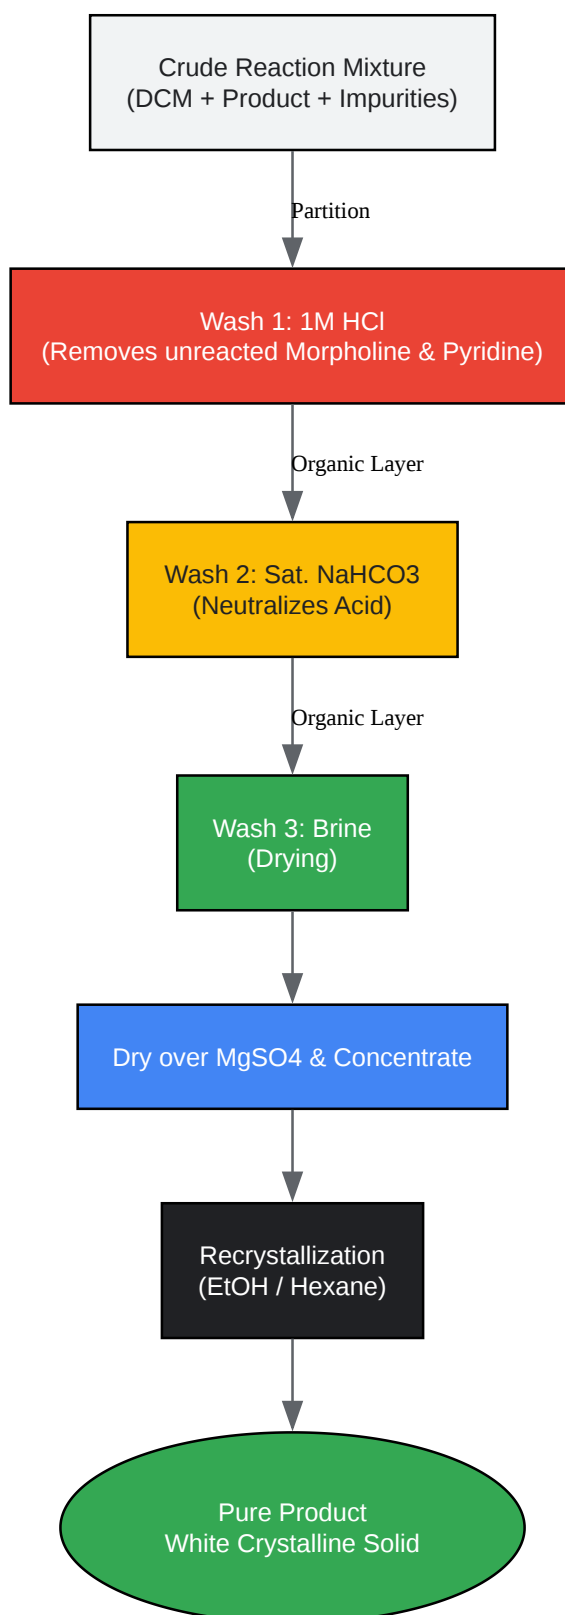 Crude Reaction Mixture
(DCM + Product + Impurities)
Partition
Wash 1: 1M HCl
(Removes unreacted Morpholine & Pyridine)
Organic Layer
Wash 2: Sat. NaHCO3
(Neutralizes Acid)
Organic Layer
Wash 3: Brine
(Drying)
Dry over MgSO4 & Concentrate
Recrystallization
(EtOH / Hexane)
Pure Product
White Crystalline Solid